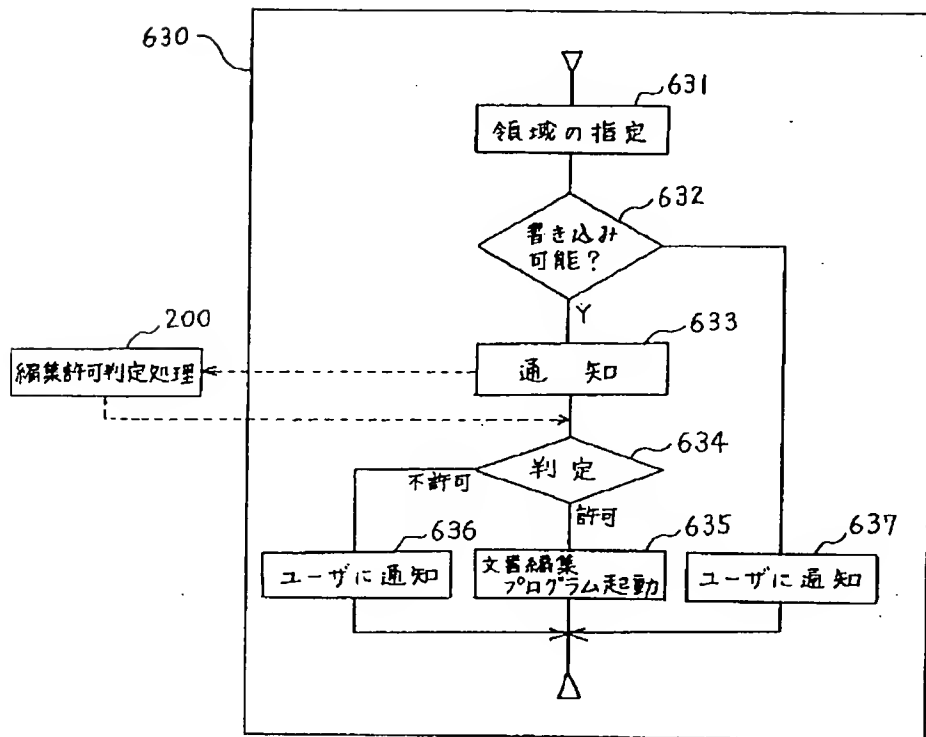 630
631
領域の指定
632
書き込み
可能?
Y
633
通知
200
編集許可判定処理
634
判定
不許可
許可
636
ユーザに通知
635
文書編集
プログラム起動
637
ユーザに通知